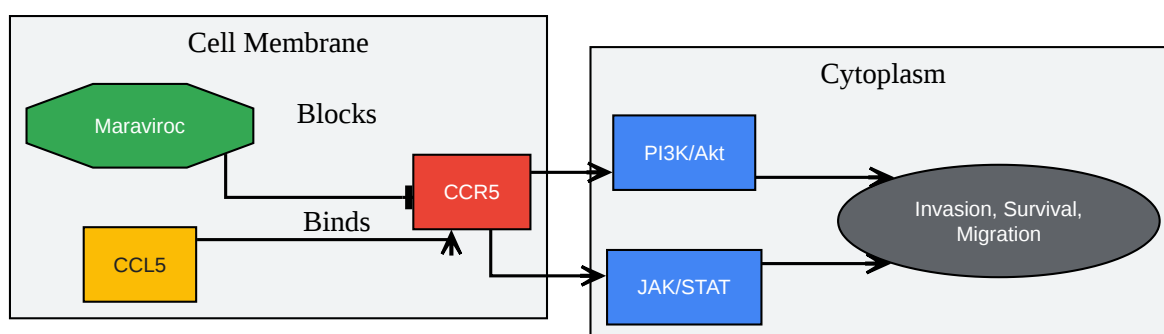 Cell Membrane
Cytoplasm
Blocks
Maraviroc
PI3K/Akt
CCR5
Binds
Invasion, Survival,
Migration
CCL5
JAK/STAT